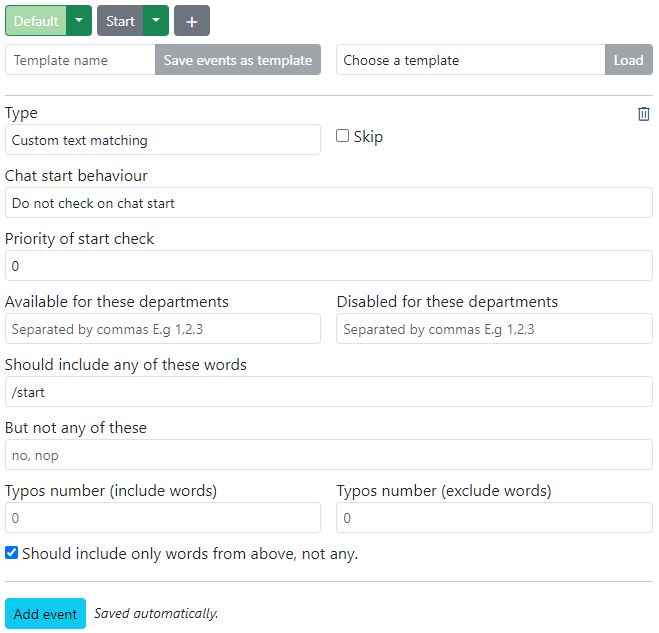 Default Start +
Template name Save events as template Choose a template Load
Type
Custom text matching Skip
Chat start behaviour
Do not check on chat start
Priority of start check
0
Available for these departments Disabled for these departments
Separated by commas E.g 1,2,3 Separated by commas E.g 1,2,3
Should include any of these words
/start
But not any of these
no, nop
Typos number (include words) Typos number (exclude words)
0 0
Should include only words from above, not any.
Add event Saved automatically.